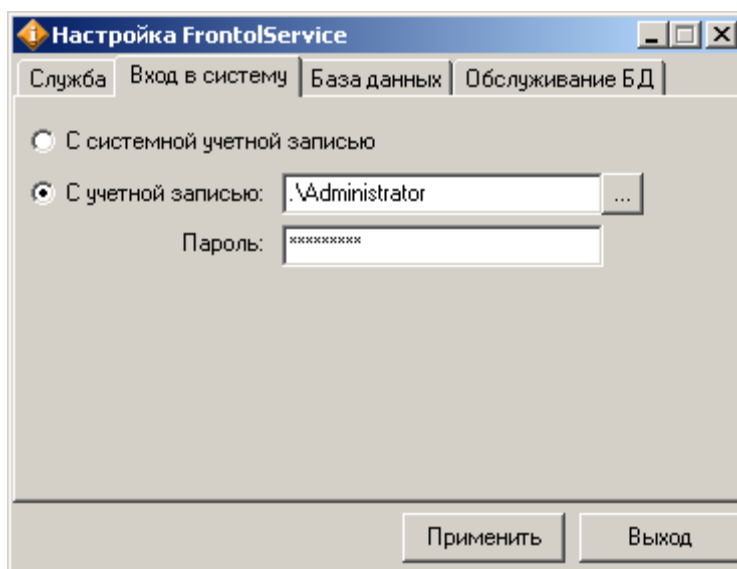 Настройка FrontolService
Служба Вход в систему База данных Обслуживание БД
С системной учетной записью
С учетной записью: .\Administrator ...
Пароль: *********
Применить Выход